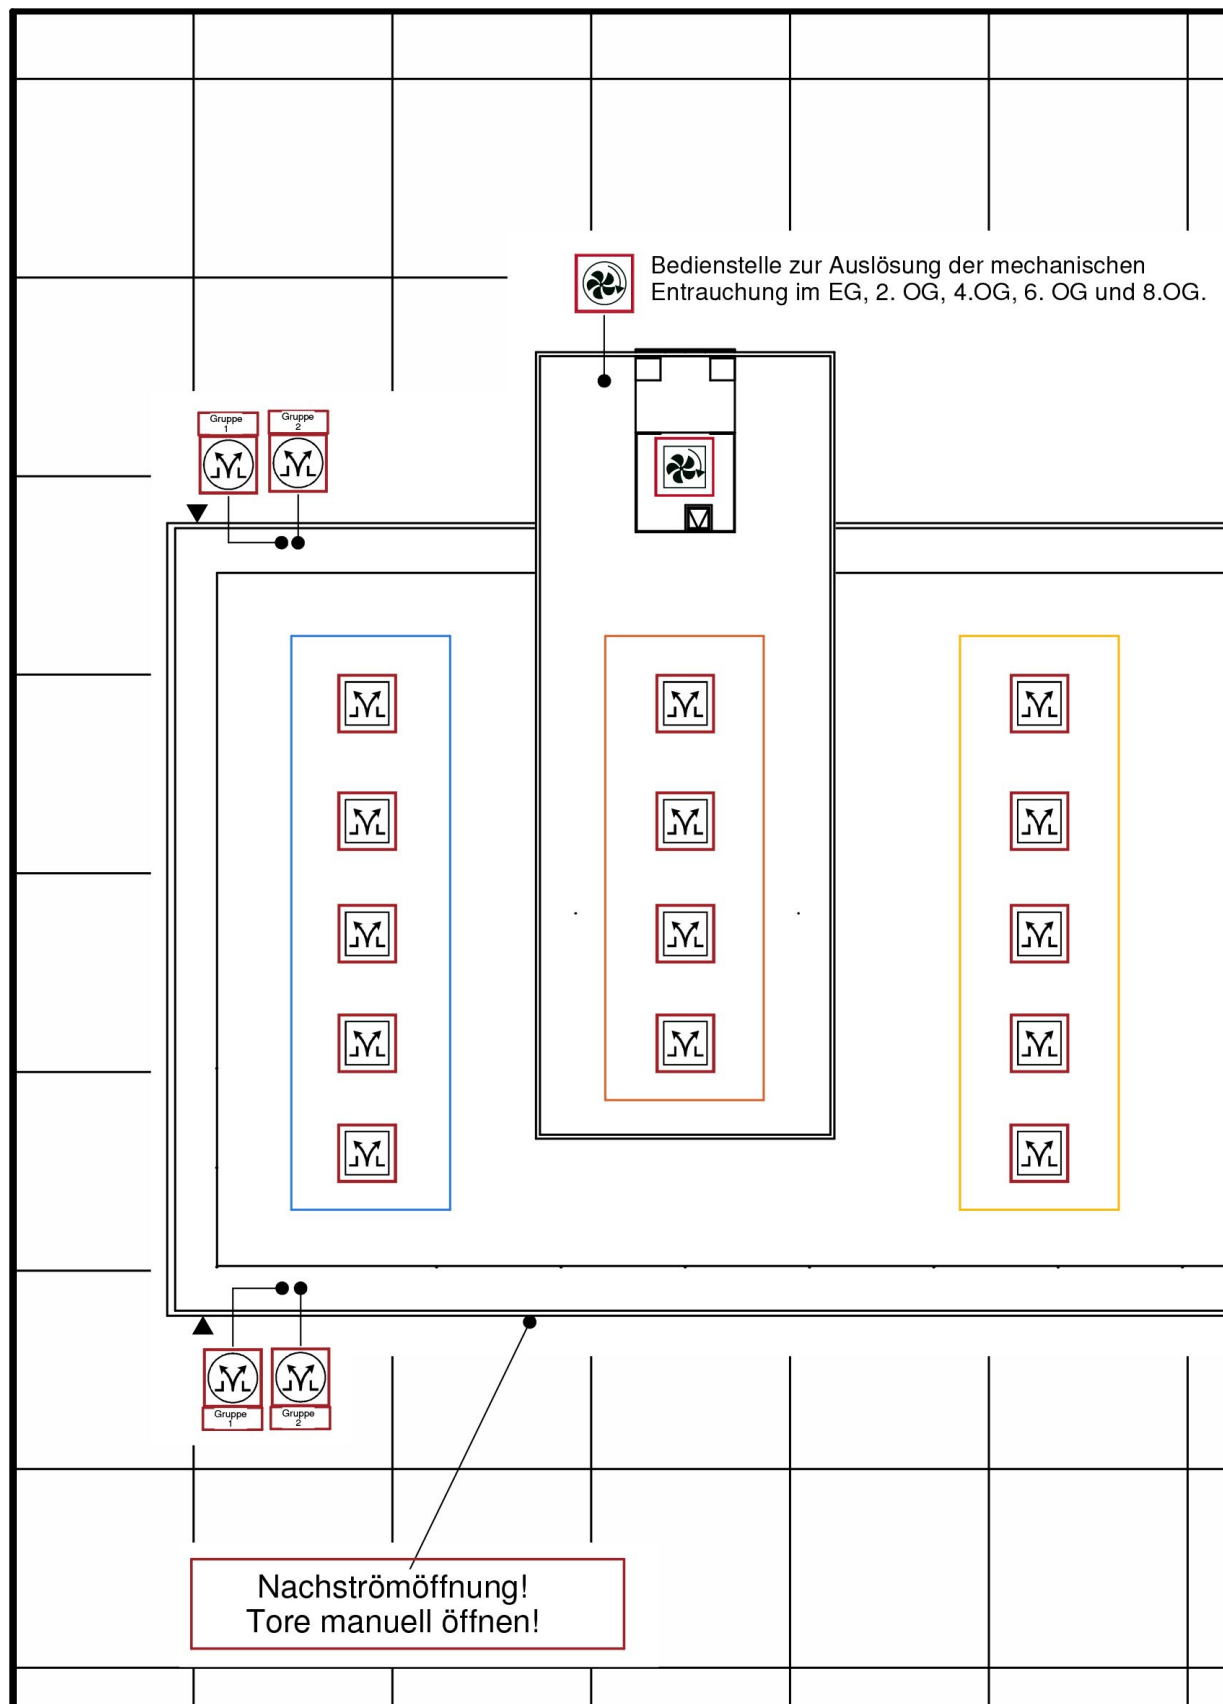 Bedienstelle zur Auslösung der mechanischen
Entrauchung im EG, 2. OG, 4.OG, 6. OG und 8.OG.
Gruppe
1
Gruppe
2
Gruppe
1
Gruppe
2
Nachströmöffnung!
Tore manuell öffnen!